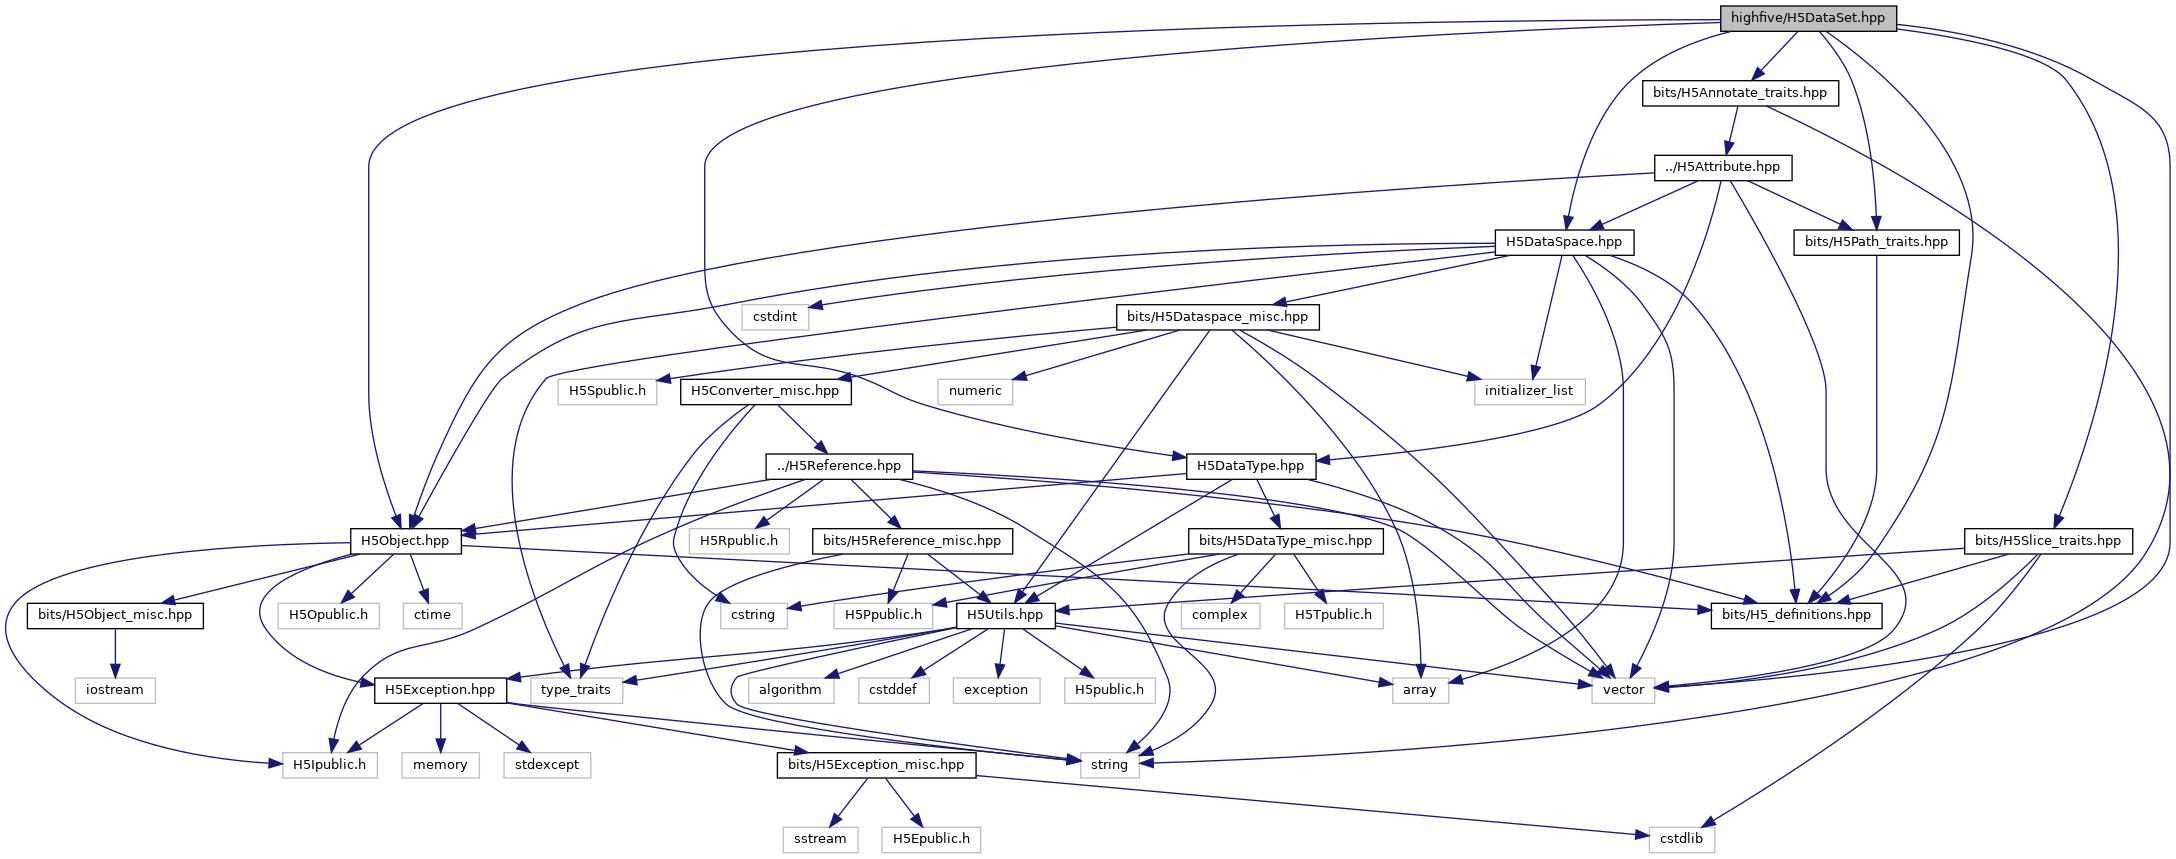 highfive/H5DataSet.hpp
bits/H5Annotate_traits.hpp
../H5Attribute.hpp
H5DataSpace.hpp
bits/H5Path_traits.hpp
cstdint
bits/H5Dataspace_misc.hpp
H5Spublic.h
H5Converter_misc.hpp
numeric
initializer_list
../H5Reference.hpp
H5DataType.hpp
H5Object.hpp
H5Rpublic.h
bits/H5Reference_misc.hpp
bits/H5DataType_misc.hpp
bits/H5Slice_traits.hpp
bits/H5Object_misc.hpp
H5Opublic.h
ctime
cstring
H5Ppublic.h
H5Utils.hpp
complex
H5Tpublic.h
bits/H5_definitions.hpp
iostream
H5Exception.hpp
type_traits
algorithm
cstddef
exception
H5public.h
array
vector
H5Ipublic.h
memory
stdexcept
bits/H5Exception_misc.hpp
string
sstream
H5Epublic.h
cstdlib